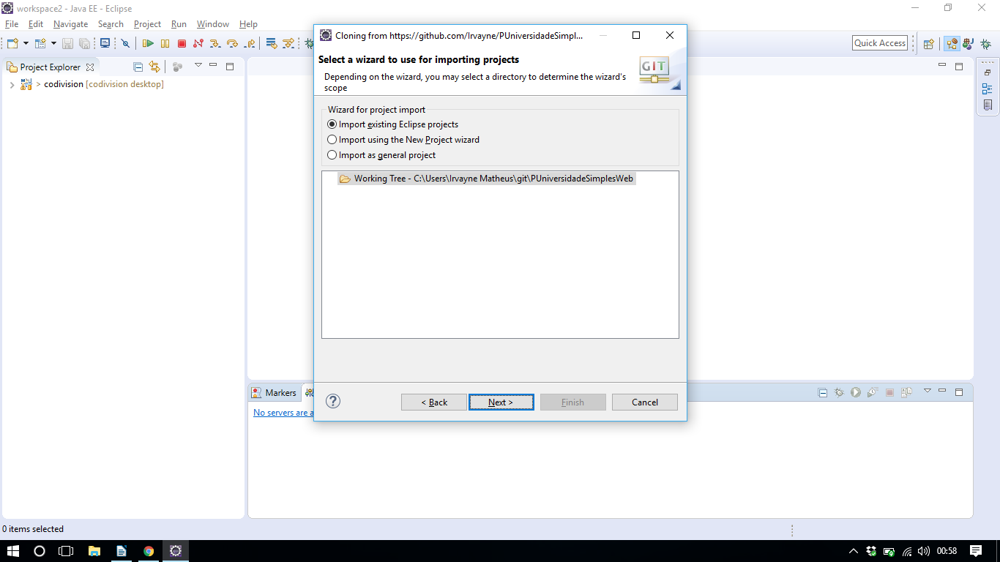 workspace2 - Java EE - Eclipse
File Edit Navigate Search Project Run Window Help
Quick Access
Project Explorer
> codivision [codivision desktop]
Cloning from https://github.com/Irvayne/PUniversidadeSimpl...
Select a wizard to use for importing projects
Depending on the wizard, you may select a directory to determine the wizard's
scope
GIT
Wizard for project import
Import existing Eclipse projects
Import using the New Project wizard
Import as general project
Working Tree - C:\Users\Irvayne Matheus\git\PUniversidadeSimplesWeb
< Back Next > Finish Cancel
Markers
No servers are a
0 items selected
00:58